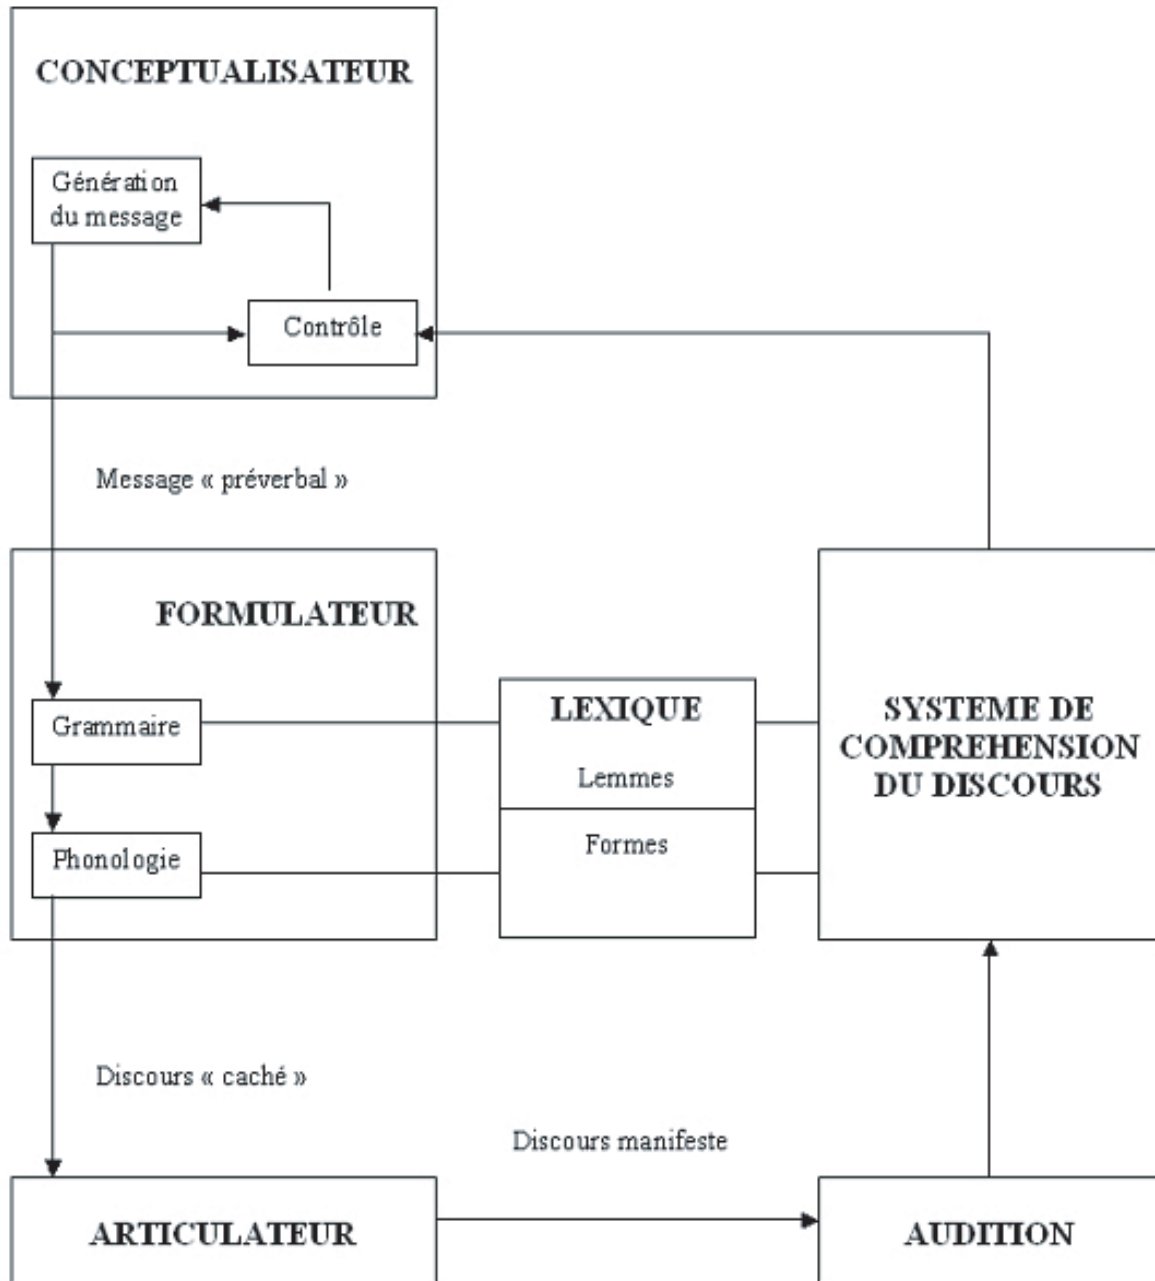 CONCEPTUALISATEUR
Génération
du message
Contrôle
Message « préverbal »
FORMULATEUR
Grammaire
Phonologie
LEXIQUE
Lemmes
Formes
SYSTEME DE
COMPREHENSION
DU DISCOURS
Discours « caché »
Discours manifeste
ARTICULATEUR
AUDITION